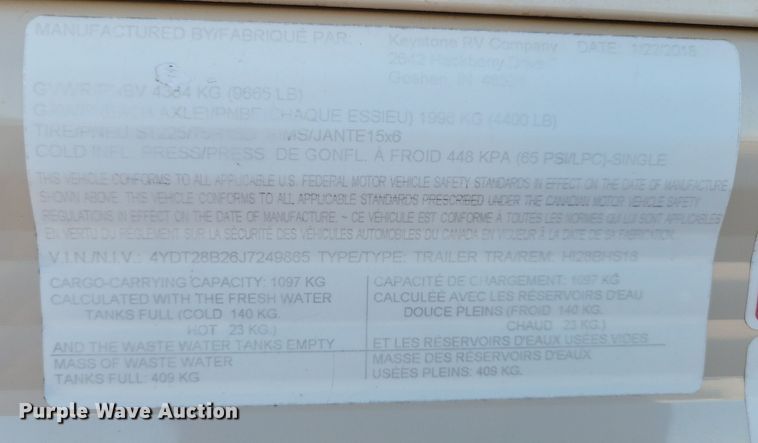 MANUFACTURED BY/FABRIQUÉ PAR: Keystone RV Company DATE: 1/22/2018
2642 Hackberry Drive
Goshen, IN
GVWR/PNBV 4384 KG (9665 LB)
(EACH AXLE)/PNBE(CHAQUE ESSIEU) 1996 KG (4400 LB)
TIRE/PNEU RIMS/JANTE15x6
COLD INFL. PRESS/PRESS. DE GONFL. À FROID 448 KPA (65 PSI/LPC)-SINGLE
THIS VEHICLE CONFORMS TO ALL APPLICABLE U.S. FEDERAL MOTOR VEHICLE SAFETY STANDARDS IN EFFECT ON THE DATE OF MANUFACTURE
SHOWN ABOVE. THIS VEHICLE CONFORMS TO ALL APPLICABLE STANDARDS PRESCRIBED UNDER THE CANADIAN MOTOR VEHICLE SAFETY
REGULATIONS IN EFFECT ON THE DATE OF MANUFACTURE. ~ CE VÉHICULE EST CONFORME À TOUTES LES NORMES QUI LUI SONT APPLICABLES
EN VERTU DU RÈGLEMENT SUR LA SÉCURITÉ DES VÉHICULES AUTOMOBILES DU CANADA EN VIGUEUR À LA DATE DE SA FABRICATION.
V.I.N./N.I.V.: 4YDT28B26J7249865 TYPE/TYPE: TRAILER TRA/REM: HI28BHS18
CARGO-CARRYING CAPACITY: 1097 KG
CALCULATED WITH THE FRESH WATER
TANKS FULL (COLD 140 KG.
HOT 23 KG.)
AND THE WASTE WATER TANKS EMPTY
MASS OF WASTE WATER
TANKS FULL: 409 KG
CAPACITÉ DE CHARGEMENT: 1097 KG
CALCULÉE AVEC LES RÉSERVOIRS D'EAU
DOUCE PLEINS (FROID: 140 KG.
CHAUD : 23 KG.)
ET LES RÉSERVOIRS D'EAUX USÉES VIDES
MASSE DES RÉSERVOIRS D'EAUX
USÉES PLEINS: 409 KG.
Purple Wave Auction